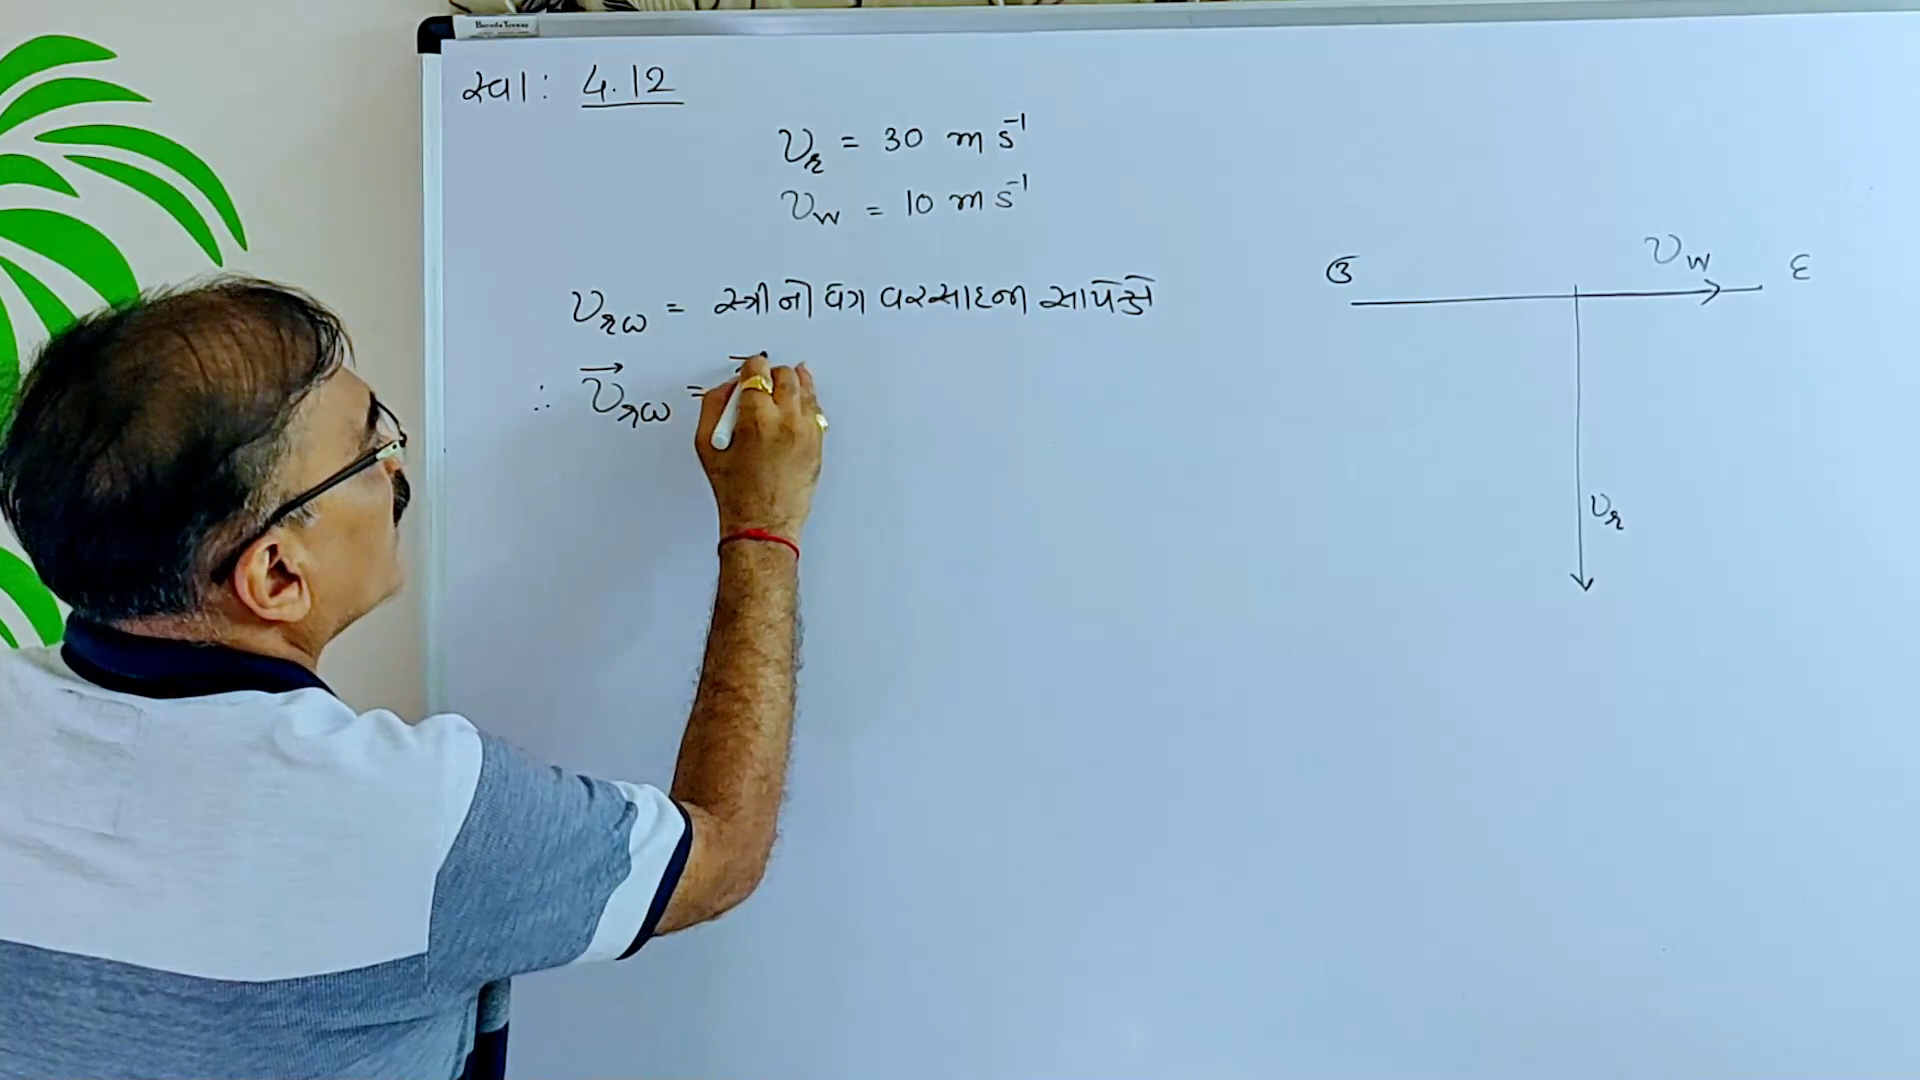 સ્વા : 4.12
v_r = 30 m s⁻¹
v_w = 10 m s⁻¹
v_rw = સ્ત્રીનો વેગ વરસાદના સાપેક્ષે
∴ v⃗_rw =
ઉ v_w દ
v_r